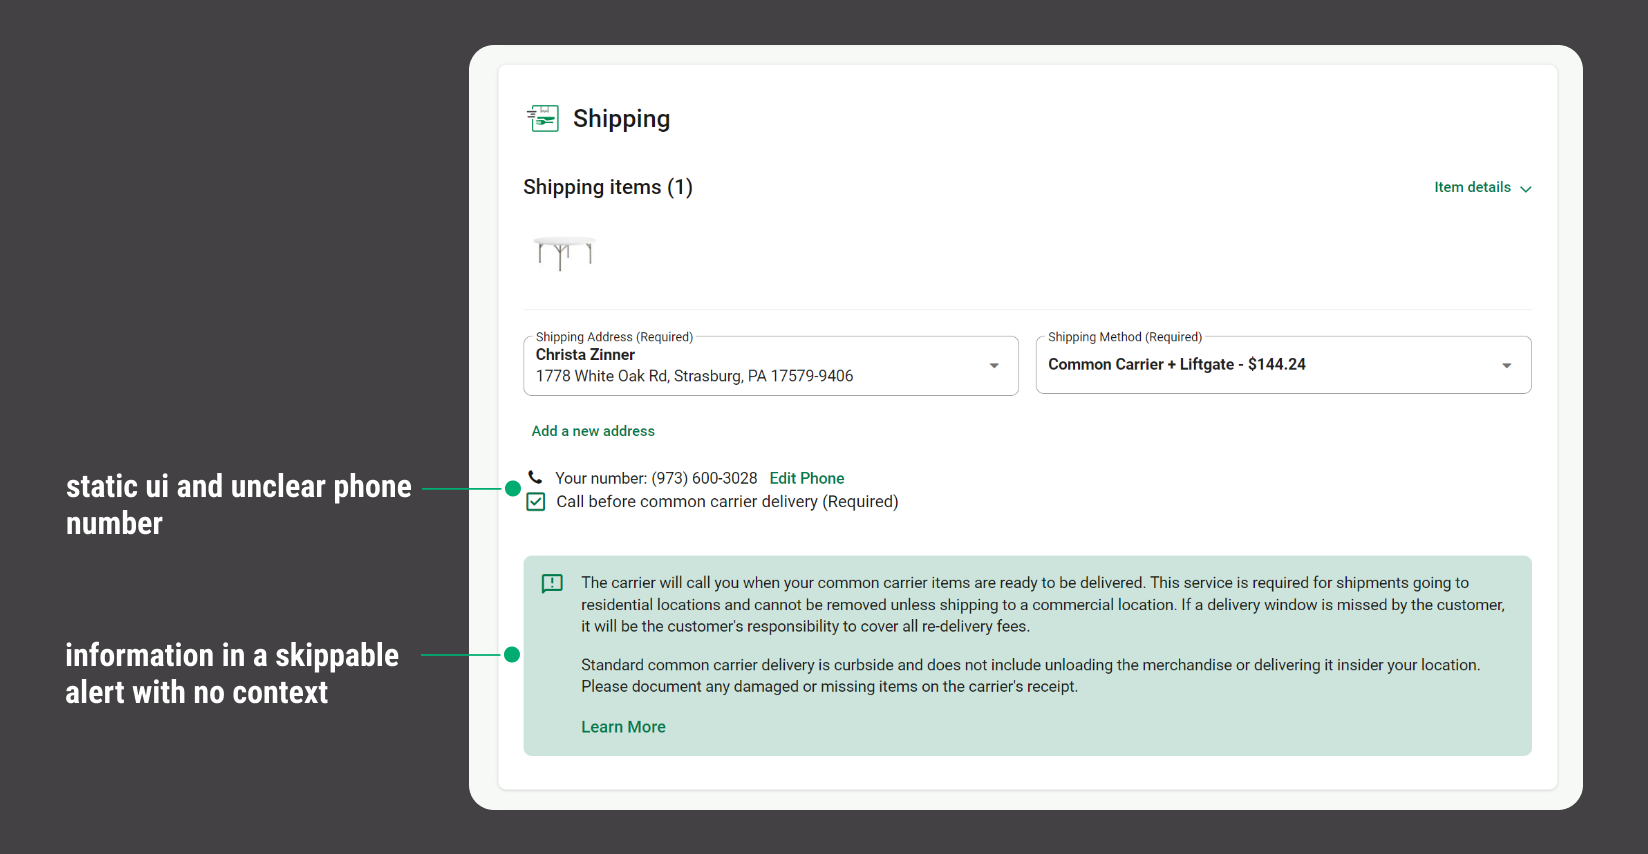 Shipping
Shipping items (1)
Item details
Shipping Address (Required)
Christa Zinner
1778 White Oak Rd, Strasburg, PA 17579-9406
Shipping Method (Required)
Common Carrier + Liftgate - $144.24
Add a new address
static ui and unclear phone
number
Your number: (973) 600-3028 Edit Phone
Call before common carrier delivery (Required)
information in a skippable
alert with no context
The carrier will call you when your common carrier items are ready to be delivered. This service is required for shipments going to
residential locations and cannot be removed unless shipping to a commercial location. If a delivery window is missed by the customer,
it will be the customer's responsibility to cover all re-delivery fees.
Standard common carrier delivery is curbside and does not include unloading the merchandise or delivering it insider your location.
Please document any damaged or missing items on the carrier's receipt.
Learn More